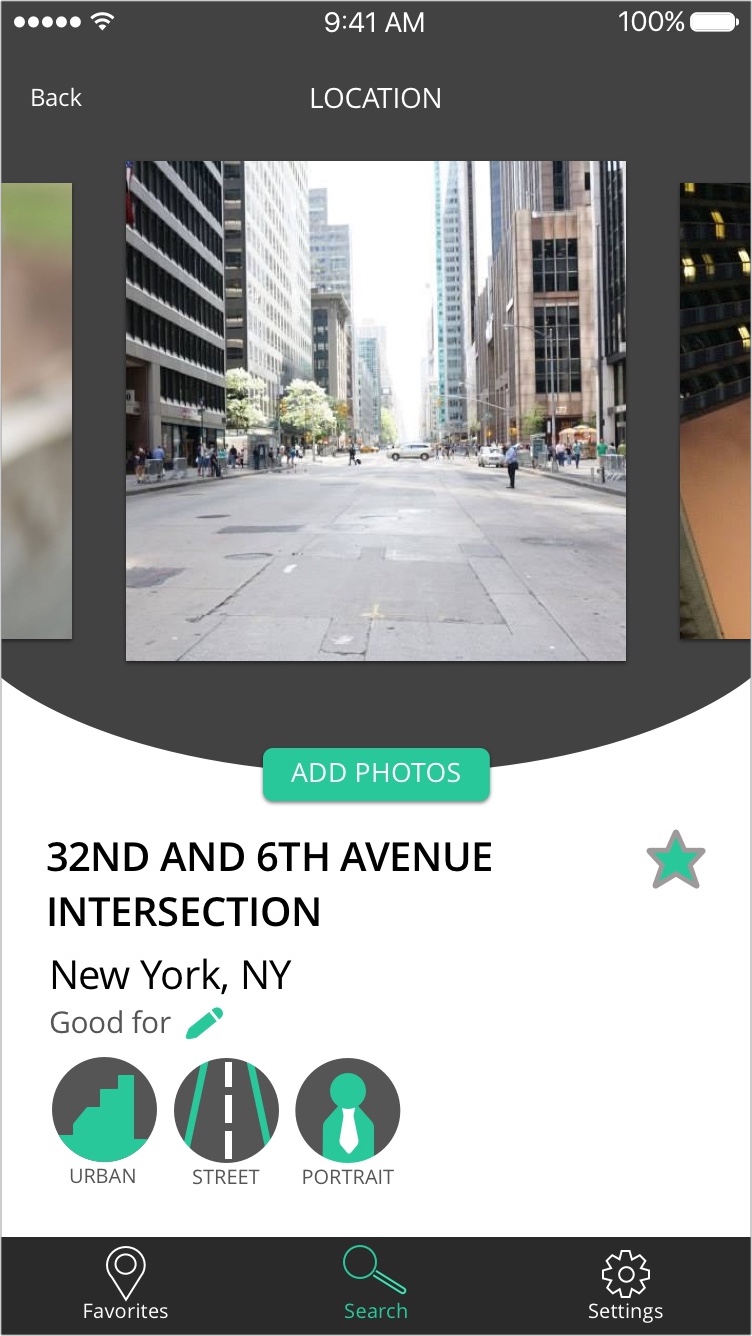 9:41 AM
100%
Back
LOCATION
ADD PHOTOS
32ND AND 6TH AVENUE
INTERSECTION
New York, NY
Good for
URBAN
STREET
PORTRAIT
Favorites
Search
Settings